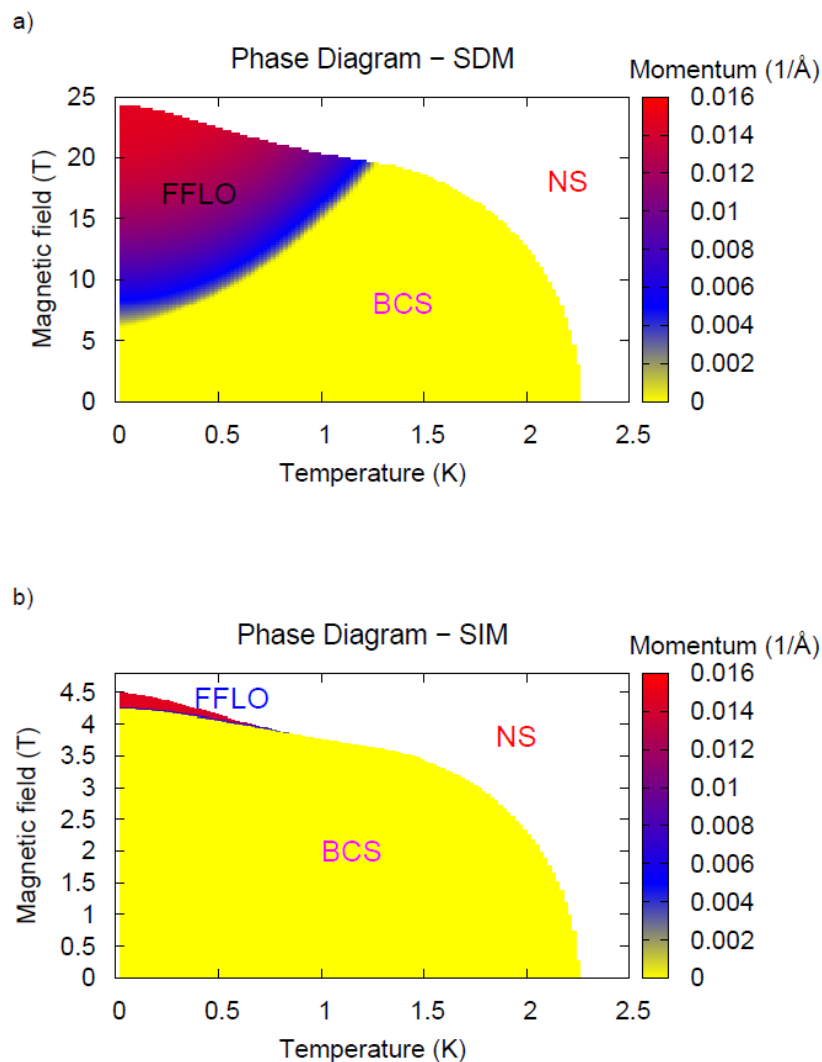 a)
Phase Diagram – SDM
Momentum (1/Å)
25
20
15
10
5
0
Magnetic field (T)
FFLO
BCS
NS
0.016
0.014
0.012
0.01
0.008
0.006
0.004
0.002
0
0 0.5 1 1.5 2 2.5
Temperature (K)
b)
Phase Diagram – SIM
Momentum (1/Å)
4.5
4
3.5
3
2.5
2
1.5
1
0.5
0
Magnetic field (T)
FFLO
NS
BCS
0.016
0.014
0.012
0.01
0.008
0.006
0.004
0.002
0
0 0.5 1 1.5 2 2.5
Temperature (K)